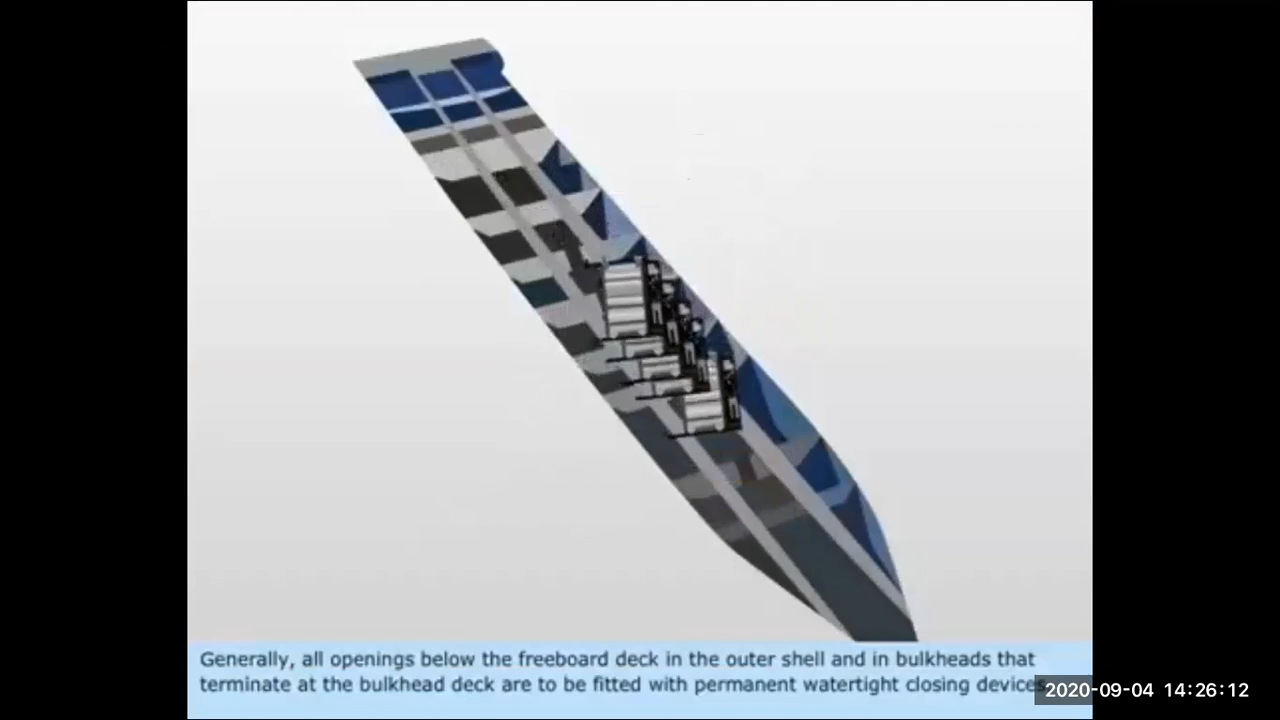 Generally, all openings below the freeboard deck in the outer shell and in bulkheads that
terminate at the bulkhead deck are to be fitted with permanent watertight closing devices
2020-09-04 14:26:12